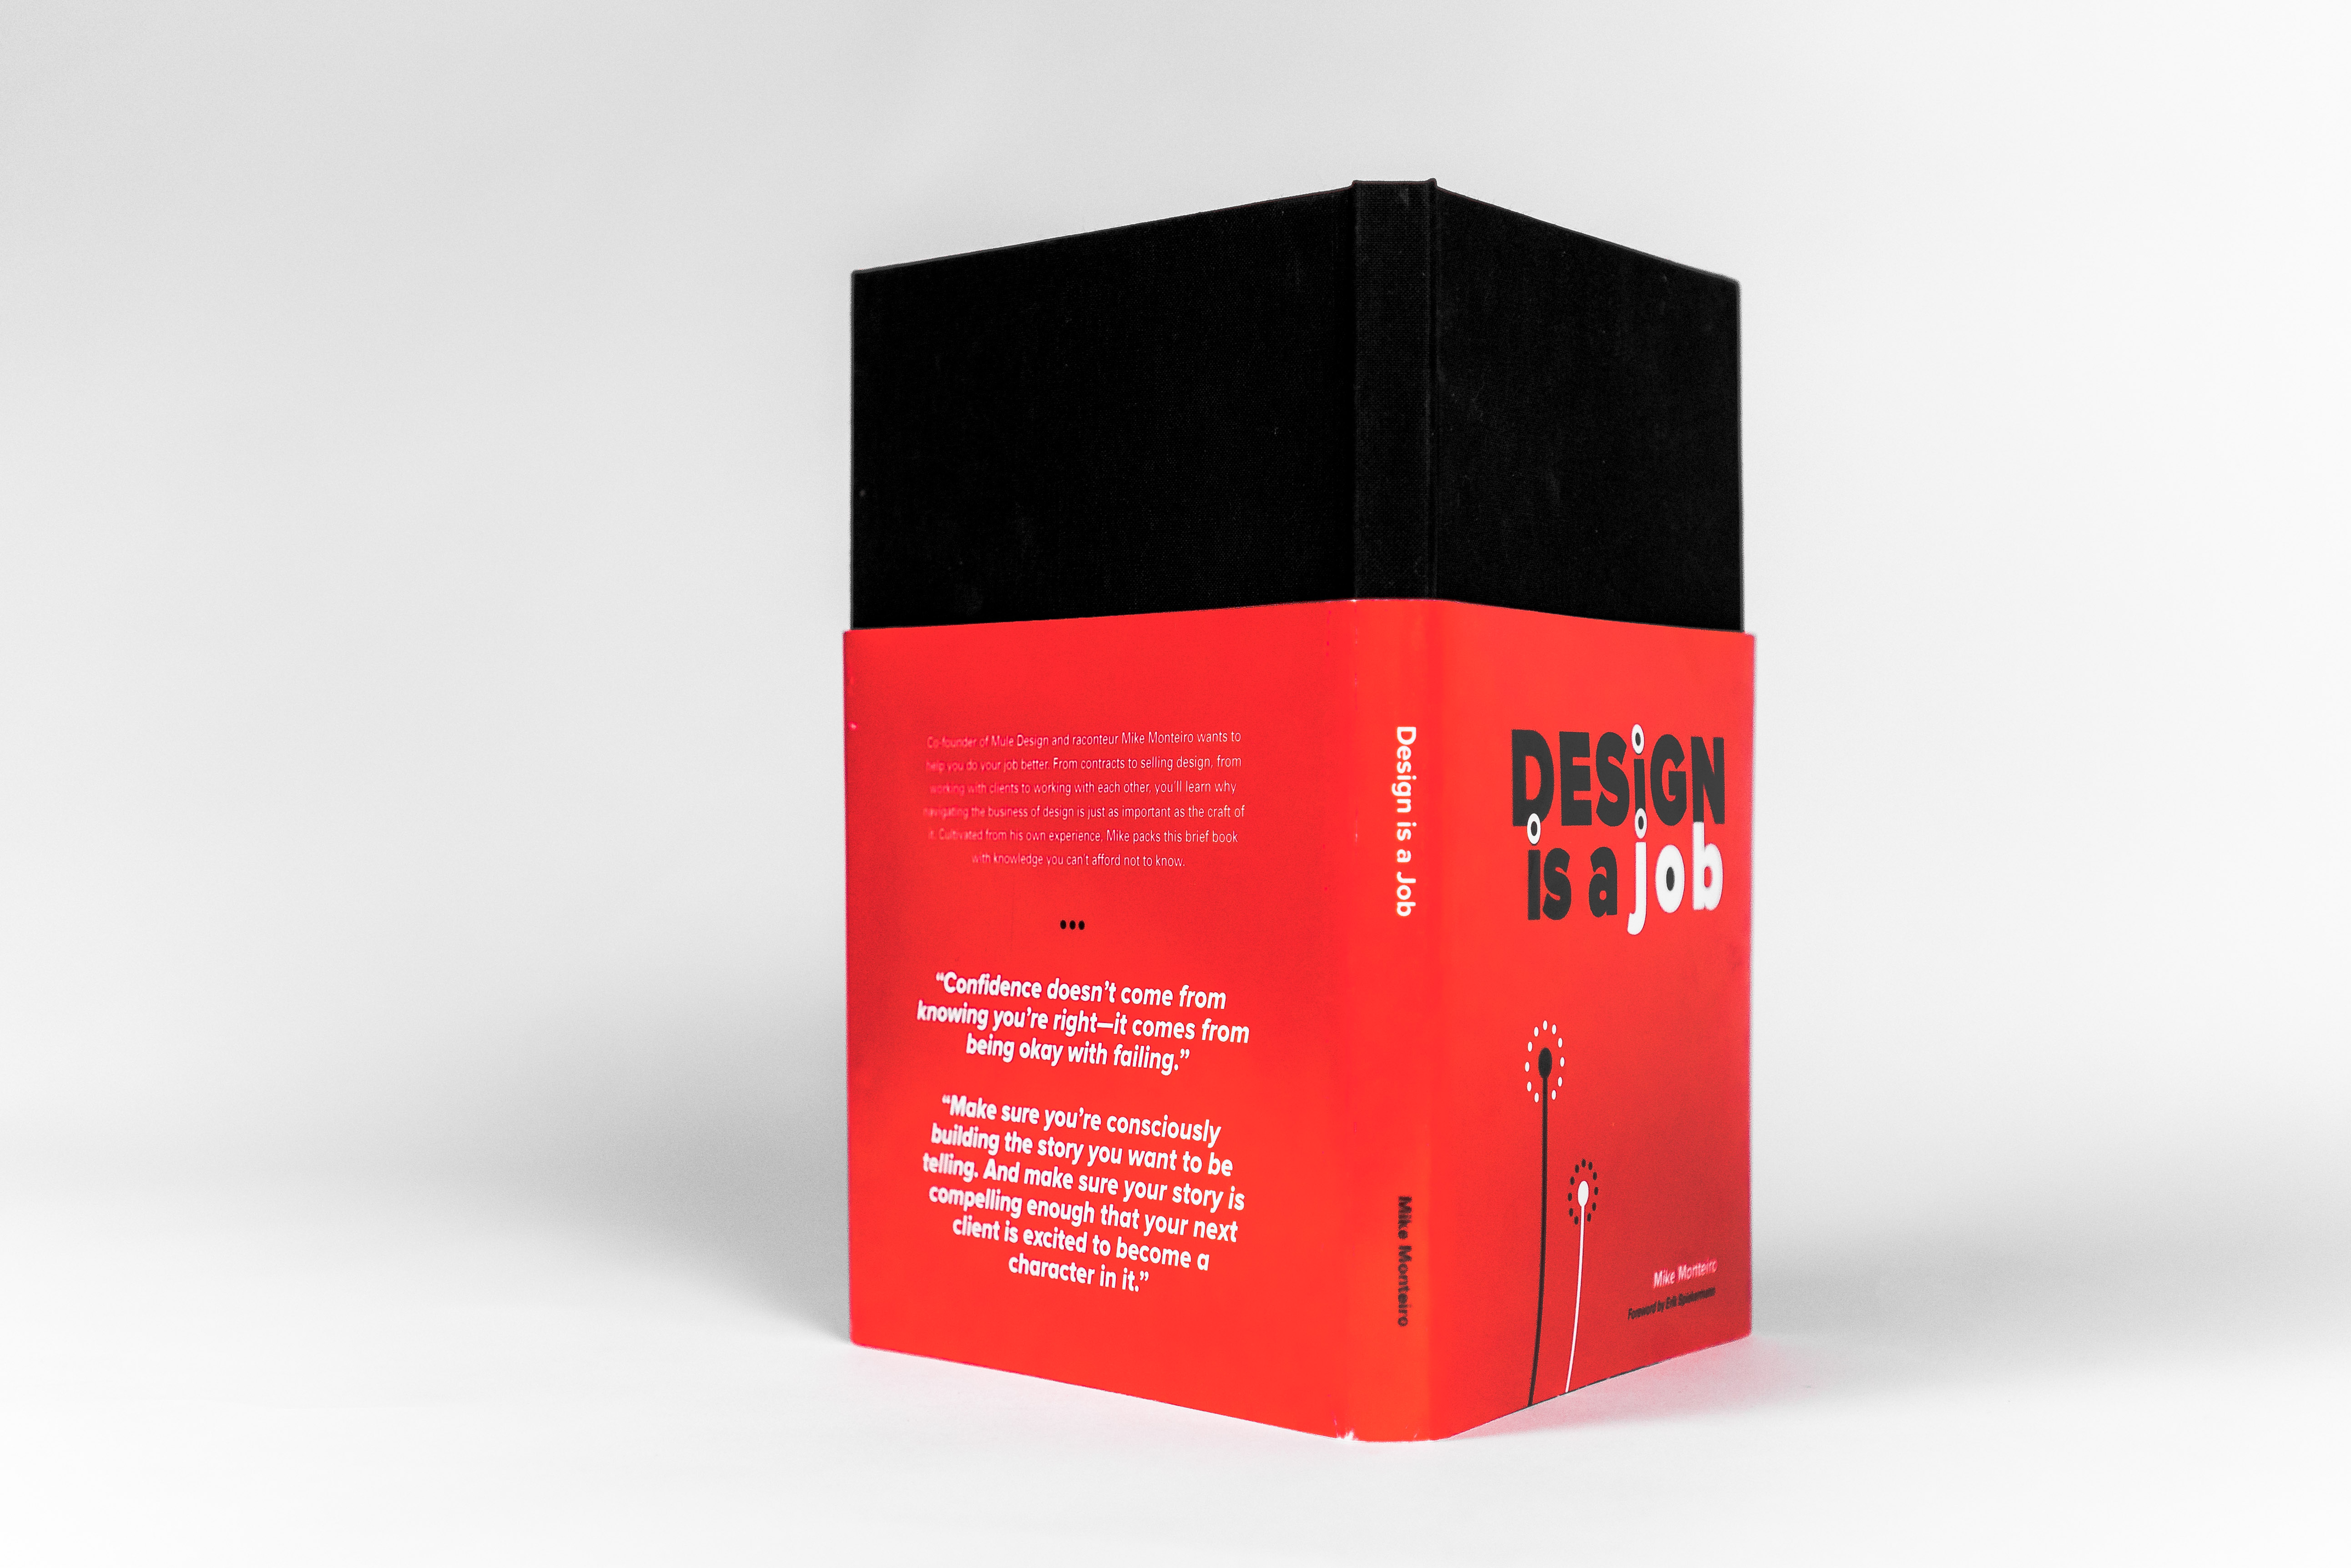 Co-founder of Mule Design and raconteur Mike Monteiro wants to
help you do your job better. From contracts to selling design, from
working with clients to working with each other, you'll learn why
navigating the business of design is just as important as the craft of
it. Cultivated from his own experience, Mike packs this brief book
with knowledge you can't afford not to know.
“Confidence doesn’t come from
knowing you’re right—it comes from
being okay with failing.”
“Make sure you’re consciously
building the story you want to be
telling. And make sure your story is
compelling enough that your next
client is excited to become a
character in it.”
Design is a Job
Mike Monteiro
DESiGN
is a job
Mike Monteiro
Foreword by Erik Spiekermann